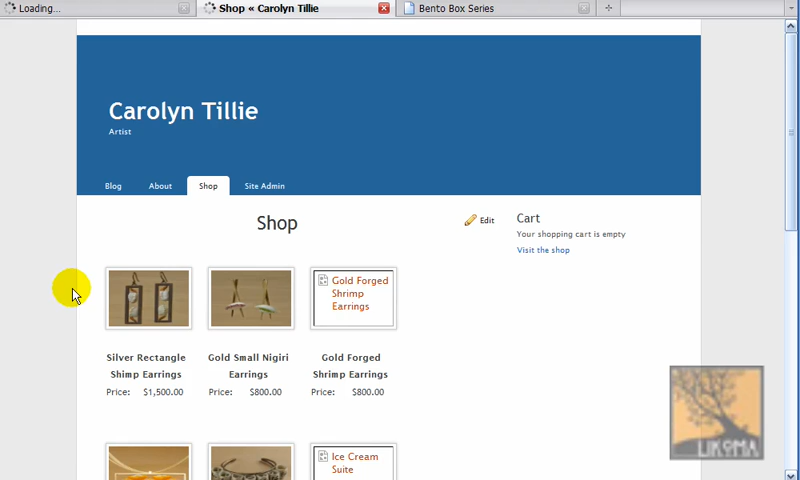 Loading...
Shop « Carolyn Tillie
Bento Box Series
Carolyn Tillie
Artist
Blog
About
Shop
Site Admin
Shop
Edit
Cart
Your shopping cart is empty
Visit the shop
Gold Forged
Shrimp
Earrings
Silver Rectangle
Shimp Earrings
Price: $1,500.00
Gold Small Nigiri
Earrings
Price: $800.00
Gold Forged
Shrimp Earrings
Price: $800.00
Ice Cream
Suite
LIKOMA